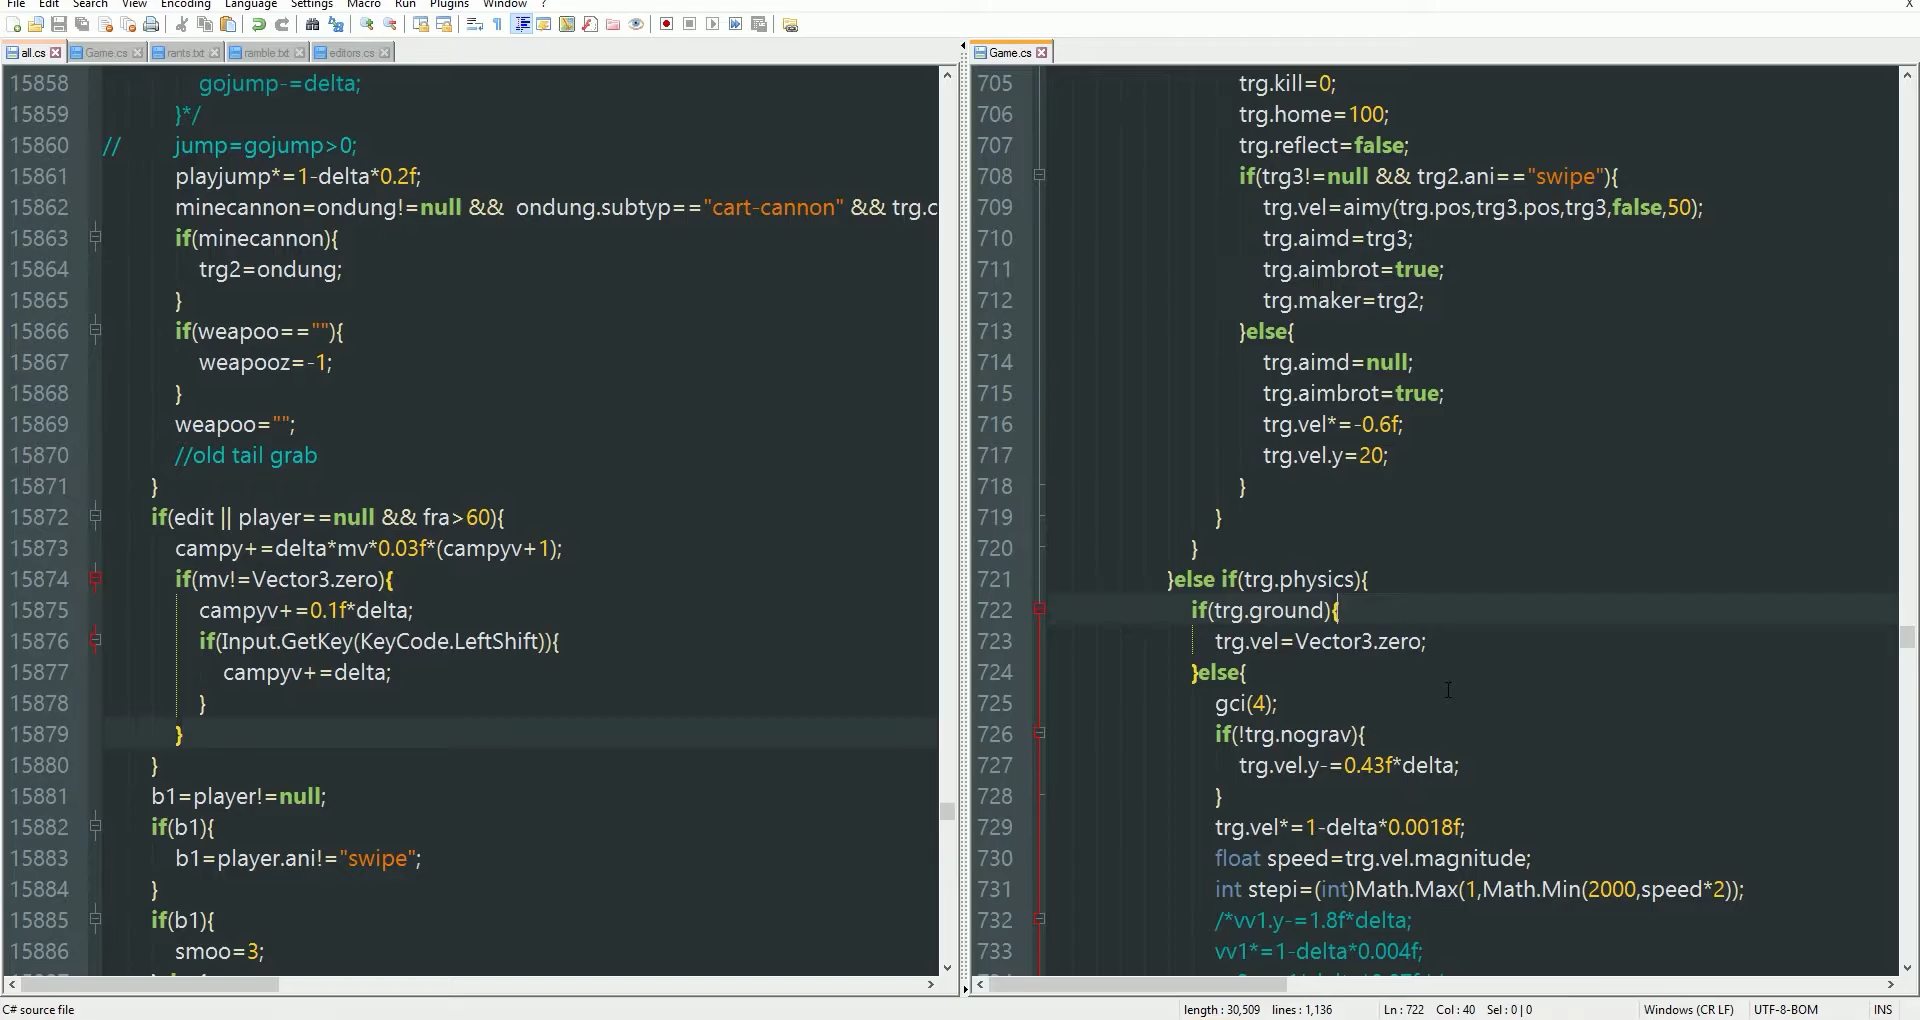 File Edit Search View Encoding Language Settings Macro Run Plugins Window ? X
all.cs Game.cs rants.txt ramble.txt editors.cs
15858 gojump-=delta;
15859 }*/
15860 // jump=gojump>0;
15861 playjump*=1-delta*0.2f;
15862 minecannon=ondung!=null && ondung.subtyp=="cart-cannon" && trg.c
15863 if(minecannon){
15864 trg2=ondung;
15865 }
15866 if(weapoo==""){
15867 weapooz=-1;
15868 }
15869 weapoo="";
15870 //old tail grab
15871 }
15872 if(edit || player==null && fra>60){
15873 campy+=delta*mv*0.03f*(campyv+1);
15874 if(mv!=Vector3.zero){
15875 campyv+=0.1f*delta;
15876 if(Input.GetKey(KeyCode.LeftShift)){
15877 campyv+=delta;
15878 }
15879 }
15880 }
15881 b1=player!=null;
15882 if(b1){
15883 b1=player.ani!="swipe";
15884 }
15885 if(b1){
15886 smoo=3;
Game.cs
705 trg.kill=0;
706 trg.home=100;
707 trg.reflect=false;
708 if(trg3!=null && trg2.ani=="swipe"){
709 trg.vel=aimy(trg.pos,trg3.pos,trg3,false,50);
710 trg.aimd=trg3;
711 trg.aimbrot=true;
712 trg.maker=trg2;
713 }else{
714 trg.aimd=null;
715 trg.aimbrot=true;
716 trg.vel*=-0.6f;
717 trg.vel.y=20;
718 }
719 }
720 }
721 }else if(trg.physics){
722 if(trg.ground){
723 trg.vel=Vector3.zero;
724 }else{
725 gci(4);
726 if(!trg.nograv){
727 trg.vel.y-=0.43f*delta;
728 }
729 trg.vel*=1-delta*0.0018f;
730 float speed=trg.vel.magnitude;
731 int stepi=(int)Math.Max(1,Math.Min(2000,speed*2));
732 /*vv1.y-=1.8f*delta;
733 vv1*=1-delta*0.004f;
C# source file length : 30,509 lines : 1,136 Ln : 722 Col : 40 Sel : 0 | 0 Windows (CR LF) UTF-8-BOM INS